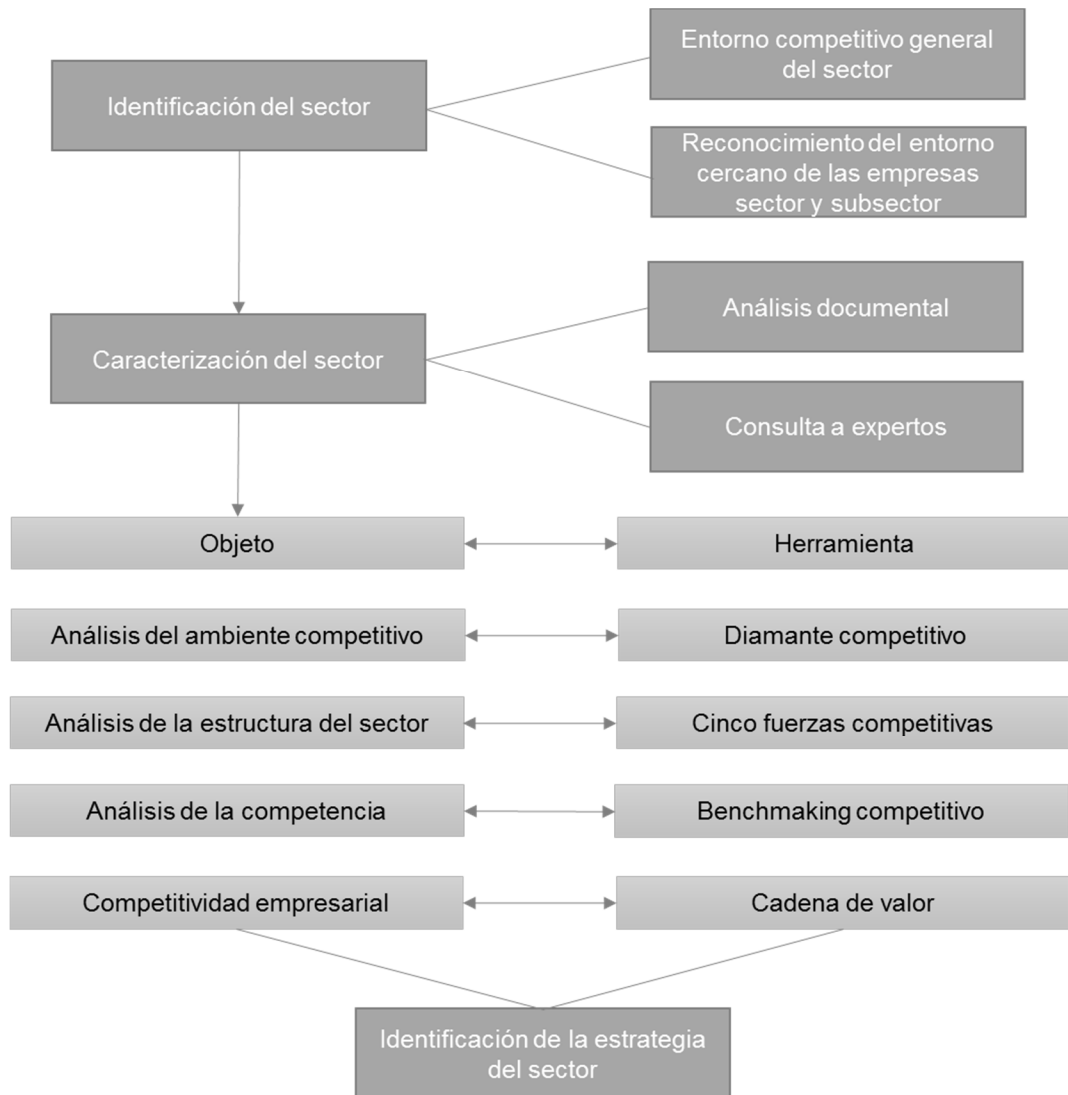 Entorno competitivo general
del sector
Identificación del sector
Reconocimiento del entorno
cercano de las empresas
sector y subsector
Análisis documental
Caracterización del sector
Consulta a expertos
Objeto
Herramienta
Análisis del ambiente competitivo
Diamante competitivo
Análisis de la estructura del sector
Cinco fuerzas competitivas
Análisis de la competencia
Benchmaking competitivo
Competitividad empresarial
Cadena de valor
Identificación de la estrategia
del sector